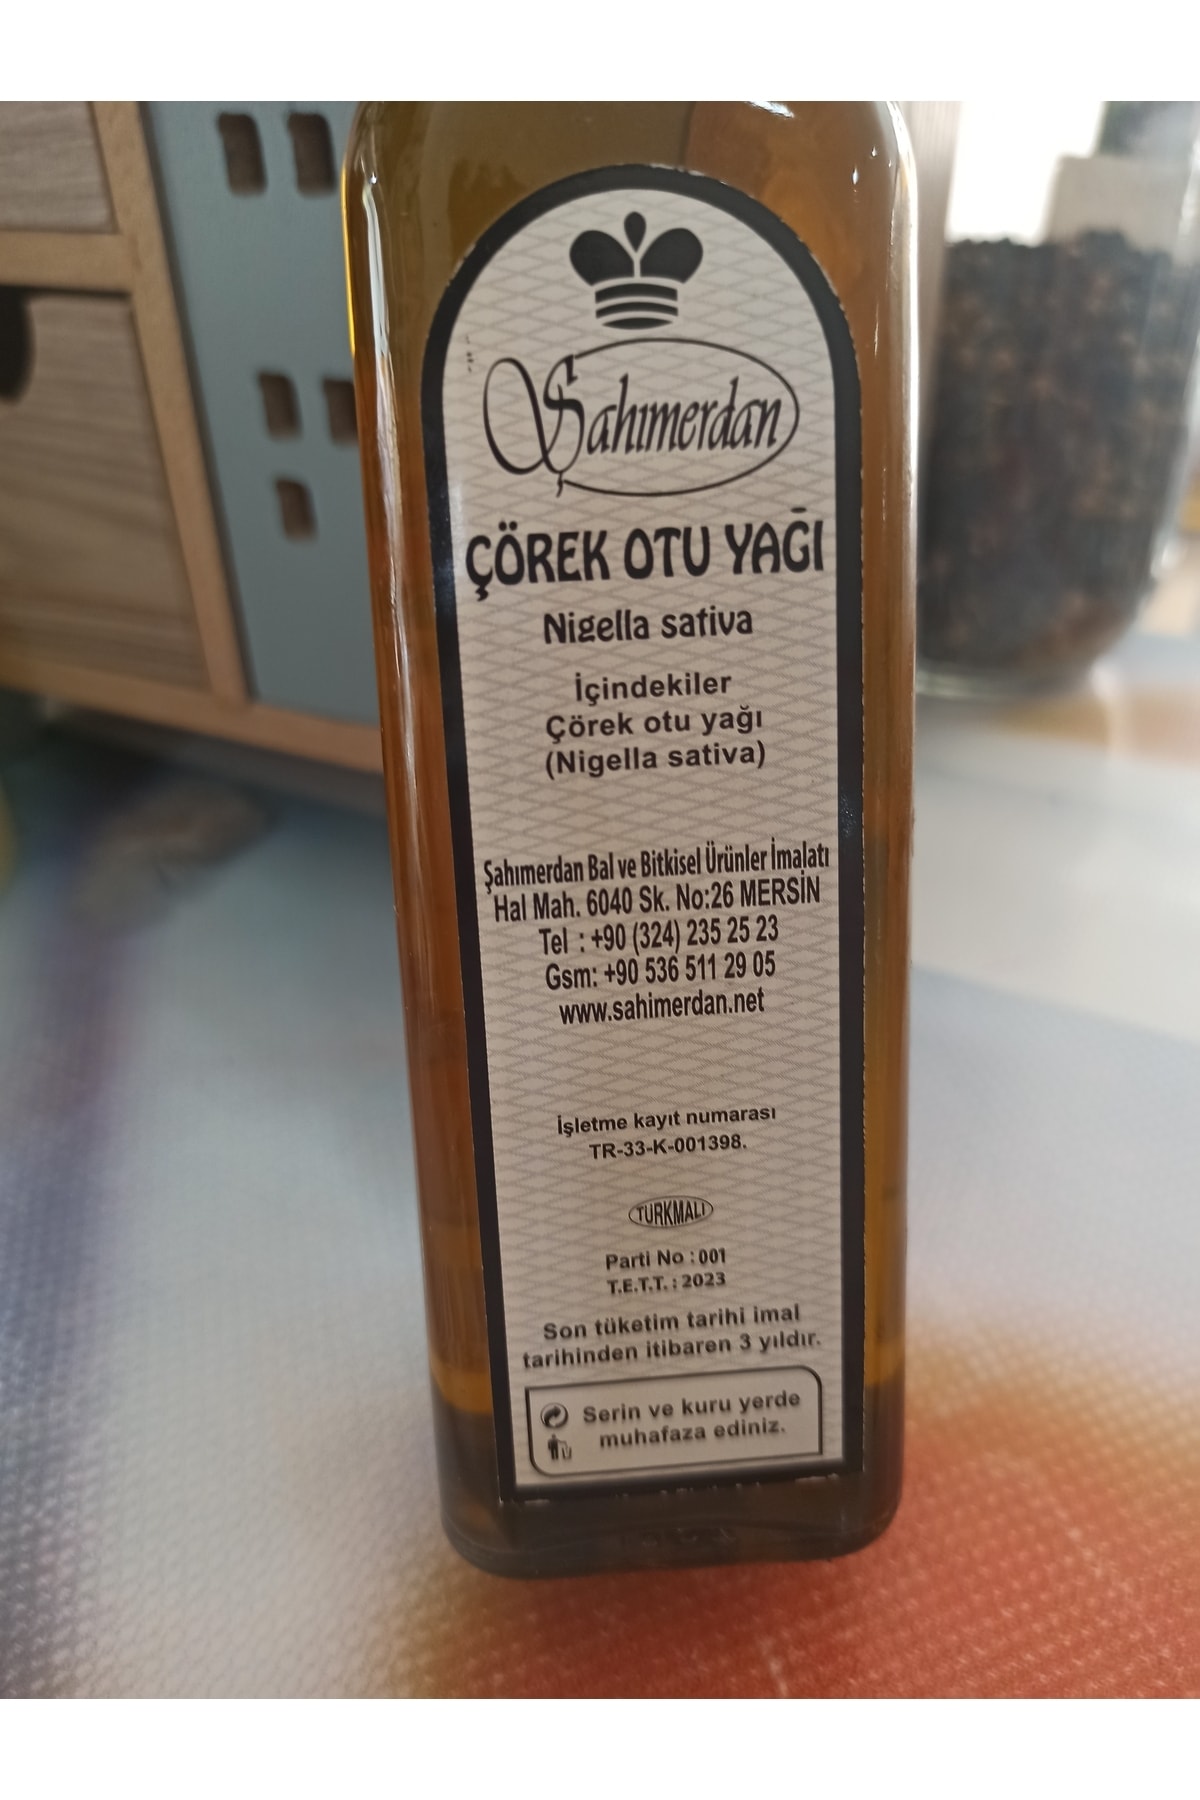 Şahımerdan
ÇÖREK OTU YAĞI
Nigella sativa
İçindekiler
Çörek otu yağı
(Nigella sativa)
Şahımerdan Bal ve Bitkisel Ürünler İmalatı
Hal Mah. 6040 Sk. No:26 MERSİN
Tel : +90 (324) 235 25 23
Gsm: +90 536 511 29 05
www.sahimerdan.net
İşletme kayıt numarası
TR-33-K-001398.
TÜRKMALI
Parti No : 001
T.E.T.T. : 2023
Son tüketim tarihi imal
tarihinden itibaren 3 yıldır.
Serin ve kuru yerde
muhafaza ediniz.